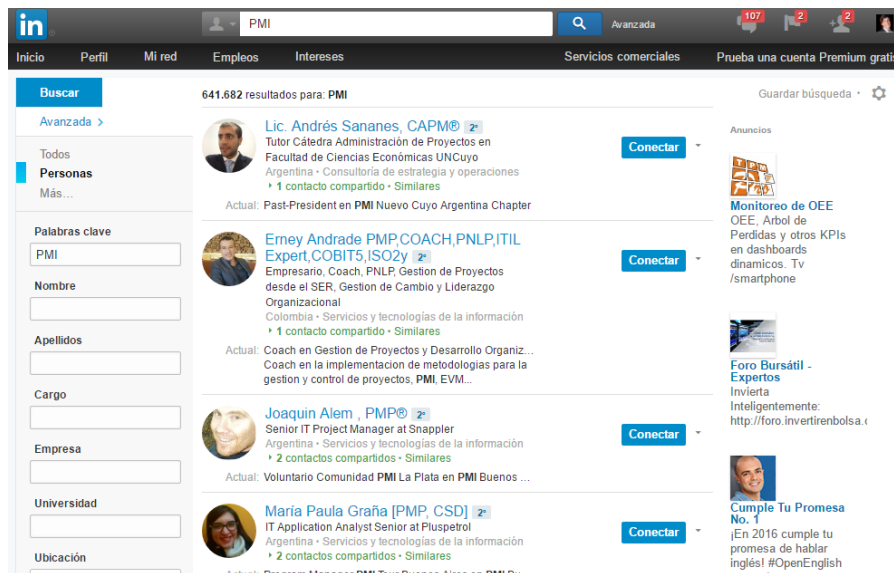 in
PMI
Avanzada
107
2
2
Inicio Perfil Mi red Empleos Intereses Servicios comerciales Prueba una cuenta Premium gratis
Buscar
Avanzada >
Todos
Personas
Más...
Palabras clave
PMI
Nombre
Apellidos
Cargo
Empresa
Universidad
Ubicación
641.682 resultados para: PMI
Guardar búsqueda
Lic. Andrés Sananes, CAPM® 2º
Tutor Cátedra Administración de Proyectos en
Facultad de Ciencias Económicas UNCuyo
Argentina • Consultoría de estrategia y operaciones
1 contacto compartido • Similares
Actual: Past-President en PMI Nuevo Cuyo Argentina Chapter
Conectar
Erney Andrade PMP,COACH,PNLP,ITIL
Expert,COBIT5,ISO2y 2º
Empresario, Coach, PNLP, Gestion de Proyectos
desde el SER, Gestion de Cambio y Liderazgo
Organizacional
Colombia • Servicios y tecnologías de la información
1 contacto compartido • Similares
Actual: Coach en Gestion de Proyectos y Desarrollo Organiz...
Coach en la implementacion de metodologias para la
gestion y control de proyectos, PMI, EVM...
Conectar
Joaquin Alem , PMP® 2º
Senior IT Project Manager at Snappler
Argentina • Servicios y tecnologías de la información
2 contactos compartidos • Similares
Actual: Voluntario Comunidad PMI La Plata en PMI Buenos ...
Conectar
María Paula Graña [PMP, CSD] 2º
IT Application Analyst Senior at Pluspetrol
Argentina • Servicios y tecnologías de la información
2 contactos compartidos • Similares
Conectar
Anuncios
TPM
Monitoreo de OEE
OEE, Arbol de
Perdidas y otros KPIs
en dashboards
dinamicos. Tv
/smartphone
Foro Bursátil -
Expertos
Invierta
Inteligentemente:
http://foro.invertirenbolsa.c
Cumple Tu Promesa
No. 1
¡En 2016 cumple tu
promesa de hablar
inglés! #OpenEnglish